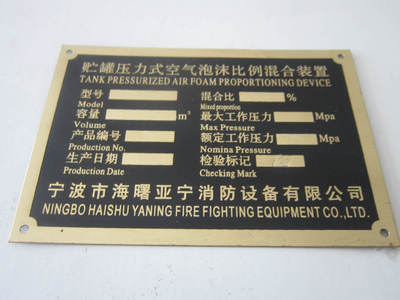 贮罐压力式空气泡沫比例混合装置
TANK PRESSURIZED AIR FOAM PROPORTIONING DEVICE
型号 混合比 %
Model Mixed proportion
容量 m³ 最大工作压力 Mpa
Volume Max Pressure
产品编号 额定工作压力 Mpa
Production No. Nomina Pressure
生产日期 检验标记
Production Date Checking Mark
宁波市海曙亚宁消防设备有限公司
NINGBO HAISHU YANING FIRE FIGHTING EQUIPMENT CO.,LTD.